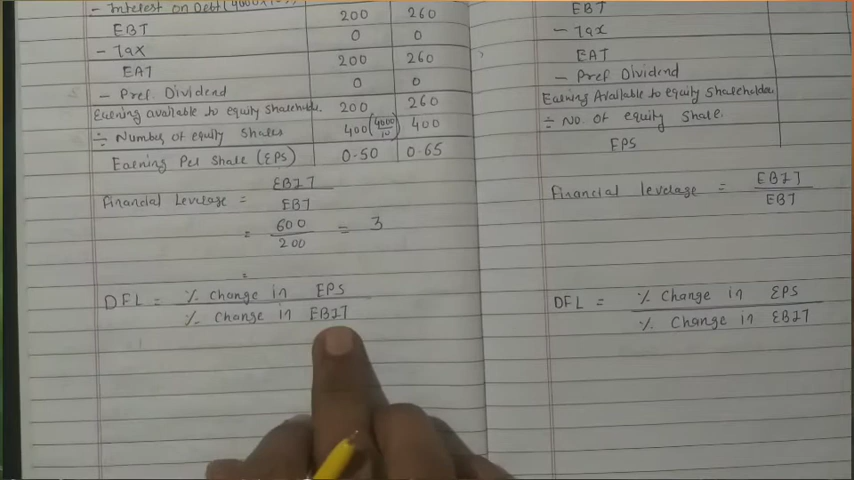 - Interest on Debt (4000x10%)
200 260
EBT
0 0
- Tax
200 260
EAT
0 0
- Pref. Dividend
Earning available to equity shareholder. 200 260
÷ Number of equity shares 400 (4000/10) 400
Earning Per Share (EPS) 0.50 0.65
Financial Leverage = EBIT / EBT
= 600 / 200 = 3
=
DFL = % Change in EPS / % Change in EBIT
EBT
- Tax
EAT
- Pref Dividend
Earning Available to equity shareholder
÷ No. of equity share.
EPS
Financial leverage = EBIT / EBT
DFL = % Change in EPS / % Change in EBIT